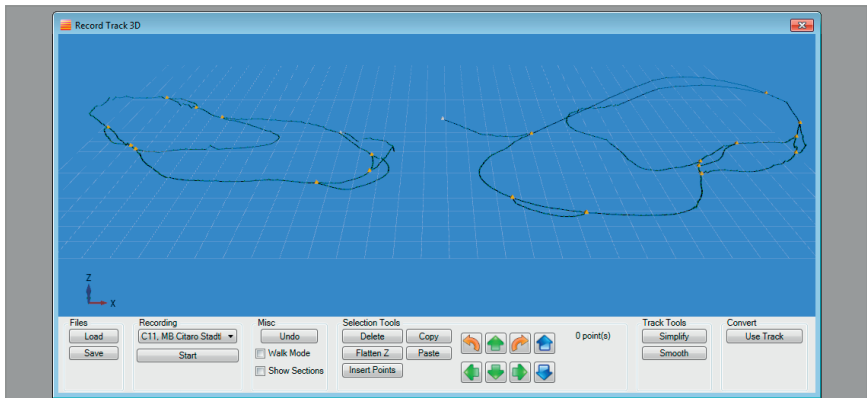 Record Track 3D
Z
X
Files
Load
Save
Recording
C11, MB Citaro Stadtl
Start
Misc
Undo
Walk Mode
Show Sections
Selection Tools
Delete
Copy
Flatten Z
Paste
Insert Points
0 point(s)
Track Tools
Simplify
Smooth
Convert
Use Track